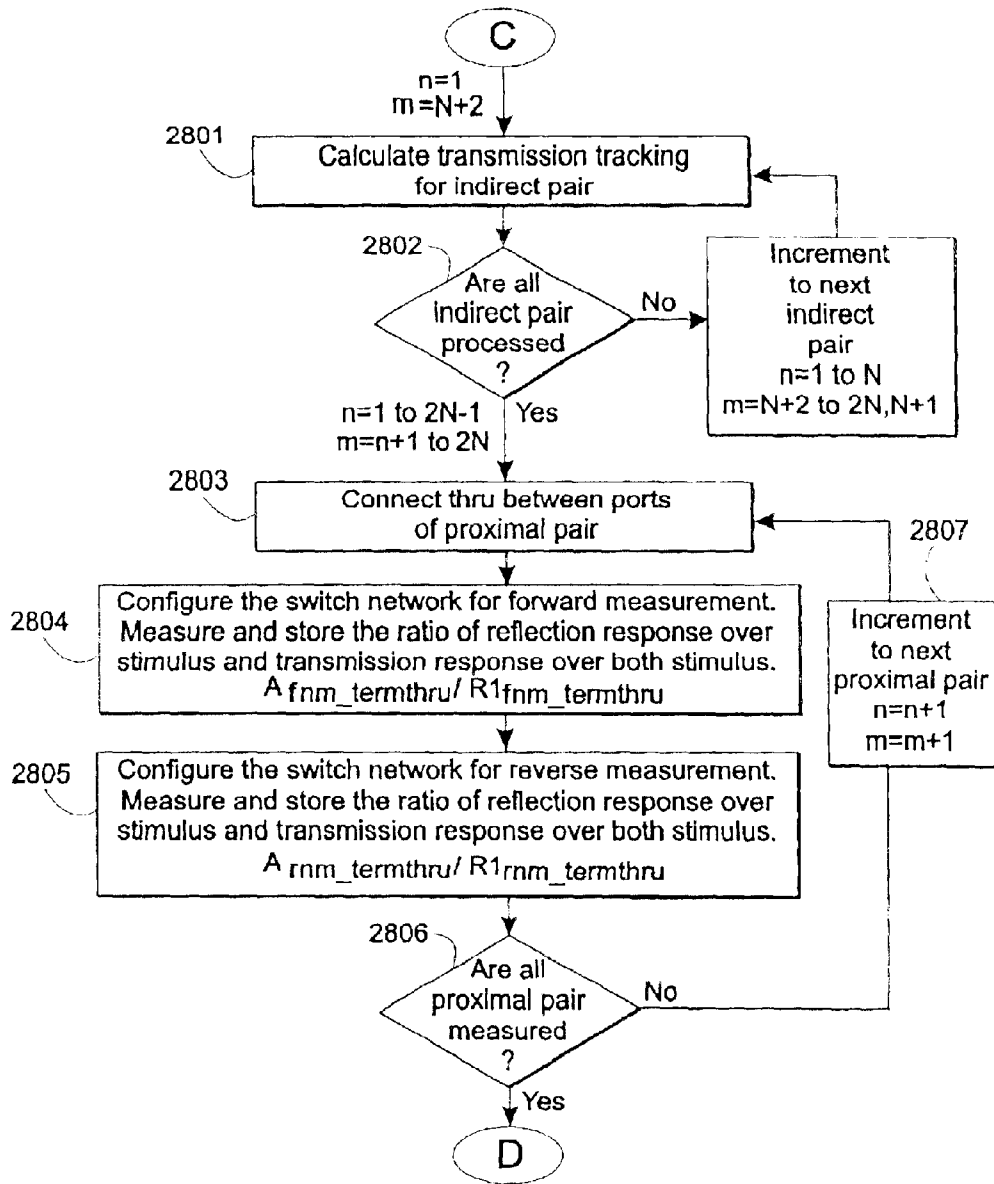 C
n=1
m=N+2
2801
Calculate transmission tracking
for indirect pair
2802
Are all
indirect pair
processed
?
No
Increment
to next
indirect
pair
n=1 to N
m=N+2 to 2N,N+1
n=1 to 2N-1
m=n+1 to 2N
Yes
2803
Connect thru between ports
of proximal pair
2804
Configure the switch network for forward measurement.
Measure and store the ratio of reflection response over
stimulus and transmission response over both stimulus.
A fnm_termthru/ R1fnm_termthru
2805
Configure the switch network for reverse measurement.
Measure and store the ratio of reflection response over
stimulus and transmission response over both stimulus.
A rnm_termthru/ R1rnm_termthru
2807
Increment
to next
proximal pair
n=n+1
m=m+1
2806
Are all
proximal pair
measured
?
No
Yes
D